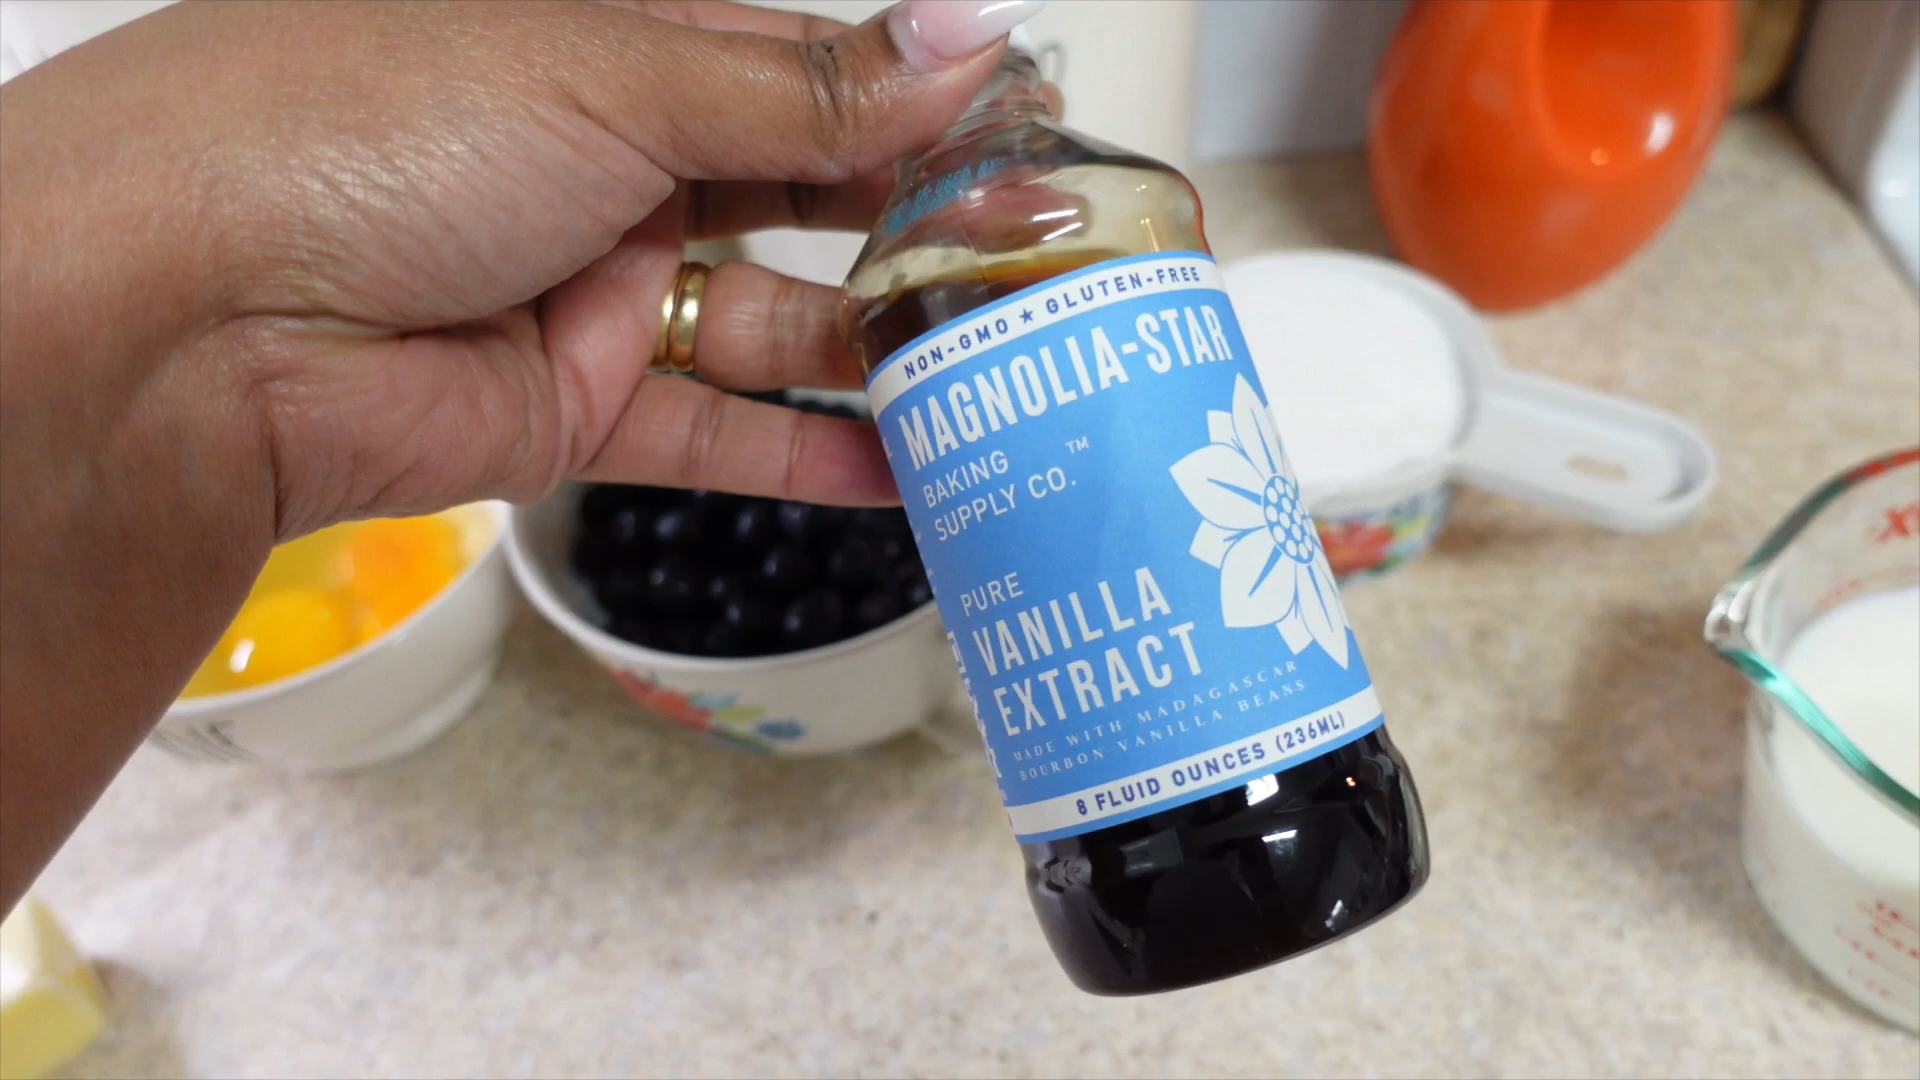 NON-GMO ★ GLUTEN-FREE
MAGNOLIA-STAR
BAKING
SUPPLY CO.™
PURE
VANILLA
EXTRACT
MADE WITH MADAGASCAR
BOURBON VANILLA BEANS
8 FLUID OUNCES (236ML)